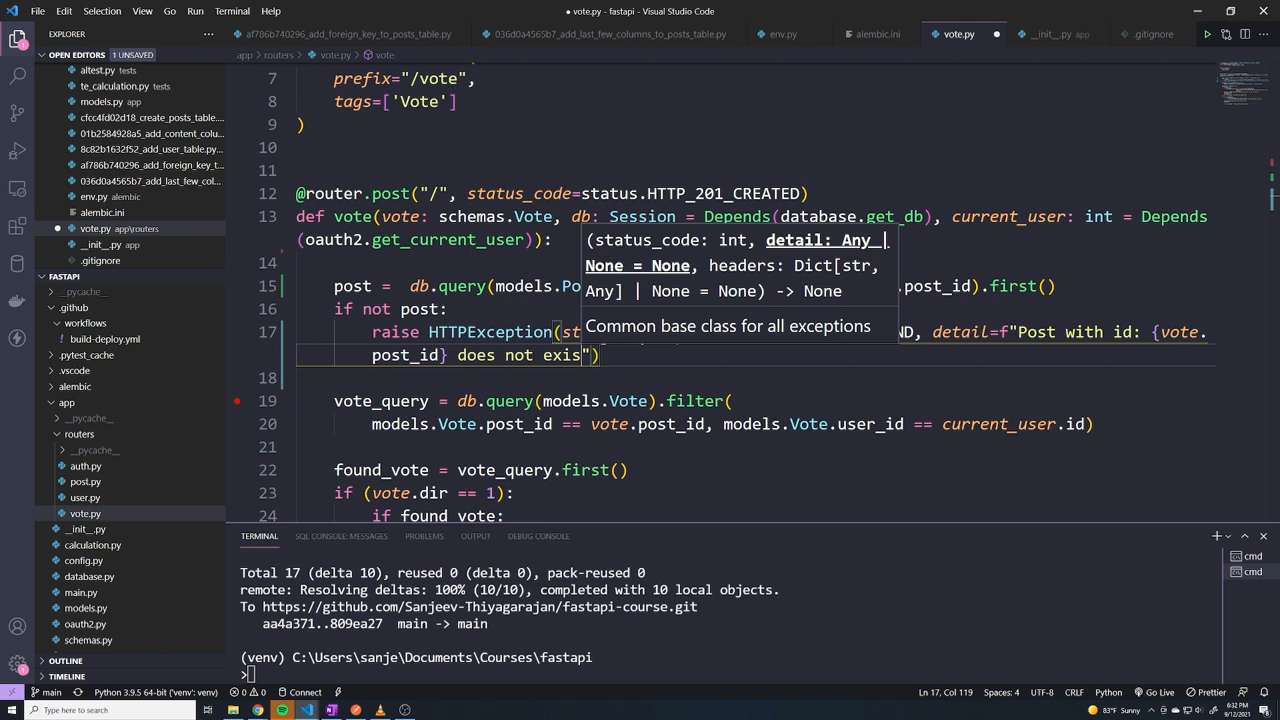 File Edit Selection View Go Run Terminal Help
● vote.py - fastapi - Visual Studio Code
EXPLORER
af786b740296_add_foreign_key_to_posts_table.py
036d0a4565b7_add_last_few_columns_to_posts_table.py
env.py
alembic.ini
vote.py
__init__.py app
.gitignore
OPEN EDITORS 1 UNSAVED
altest.py tests
te_calculation.py tests
models.py app
cfcc4fd02d18_create_posts_table....
01b2584928a5_add_content_colu...
8c82b1632f52_add_user_table.py...
af786b740296_add_foreign_key_t...
036d0a4565b7_add_last_few_col...
env.py alembic
alembic.ini
vote.py app\routers
__init__.py app
.gitignore
FASTAPI
__pycache__
.github
workflows
build-deploy.yml
.pytest_cache
.vscode
alembic
app
__pycache__
routers
__pycache__
auth.py
post.py
user.py
vote.py
__init__.py
calculation.py
config.py
database.py
main.py
models.py
oauth2.py
schemas.py
OUTLINE
TIMELINE
app > routers > vote.py > vote
7 prefix="/vote",
8 tags=['Vote']
9 )
10
11
12 @router.post("/", status_code=status.HTTP_201_CREATED)
13 def vote(vote: schemas.Vote, db: Session = Depends(database.get_db), current_user: int = Depends
(oauth2.get_current_user)):
14
15 post = db.query(models.Po .post_id).first()
16 if not post:
17 raise HTTPException(st ND, detail=f"Post with id: {vote.
post_id} does not exis")
18
19 vote_query = db.query(models.Vote).filter(
20 models.Vote.post_id == vote.post_id, models.Vote.user_id == current_user.id)
21
22 found_vote = vote_query.first()
23 if (vote.dir == 1):
24 if found_vote:
(status_code: int, detail: Any |
None = None, headers: Dict[str,
Any] | None = None) -> None
Common base class for all exceptions
TERMINAL SQL CONSOLE: MESSAGES PROBLEMS OUTPUT DEBUG CONSOLE
cmd
cmd
Total 17 (delta 10), reused 0 (delta 0), pack-reused 0
remote: Resolving deltas: 100% (10/10), completed with 10 local objects.
To https://github.com/Sanjeev-Thiyagarajan/fastapi-course.git
aa4a371..809ea27 main -> main
(venv) C:\Users\sanje\Documents\Courses\fastapi
>
main Python 3.9.5 64-bit ('venv': venv) 0 0 Connect
Ln 17, Col 119 Spaces: 4 UTF-8 CRLF Python Go Live Prettier
Type here to search
83°F Sunny
6:32 PM
9/12/2021